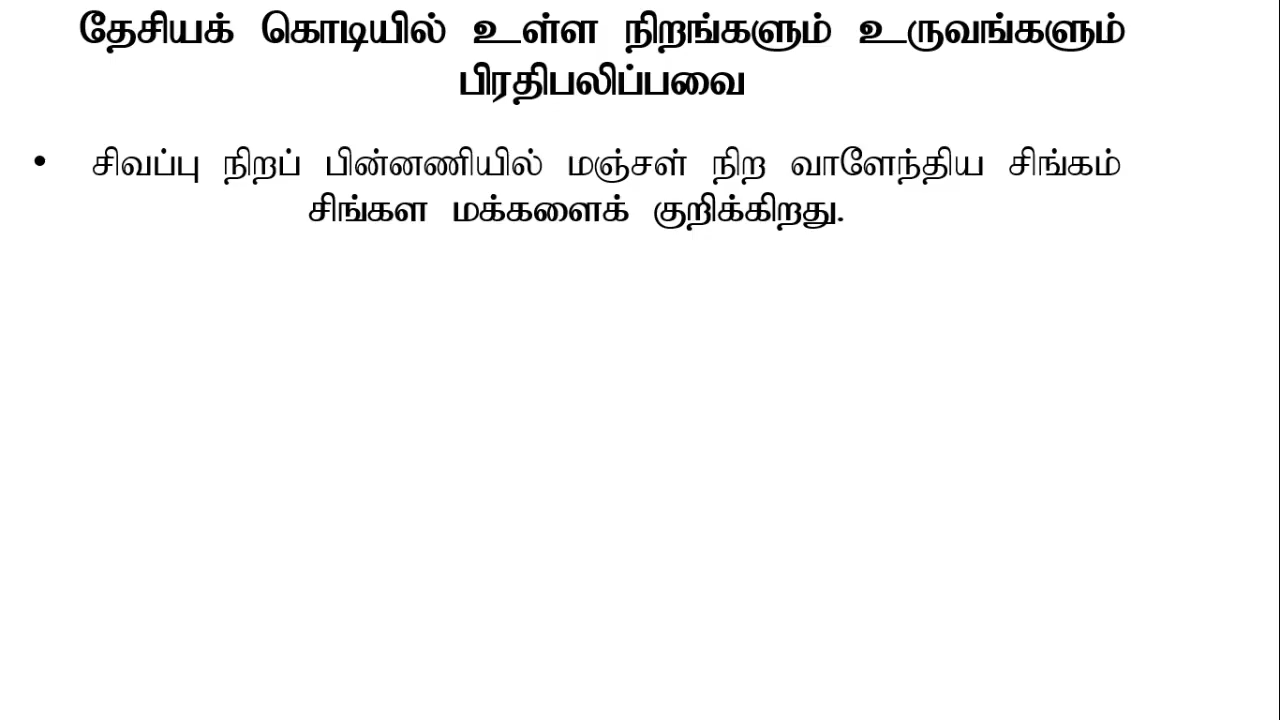 தேசியக் கொடியில் உள்ள நிறங்களும் உருவங்களும்
பிரதிபலிப்பவை
• சிவப்பு நிறப் பின்னணியில் மஞ்சள் நிற வாளேந்திய சிங்கம்
சிங்கள மக்களைக் குறிக்கிறது.